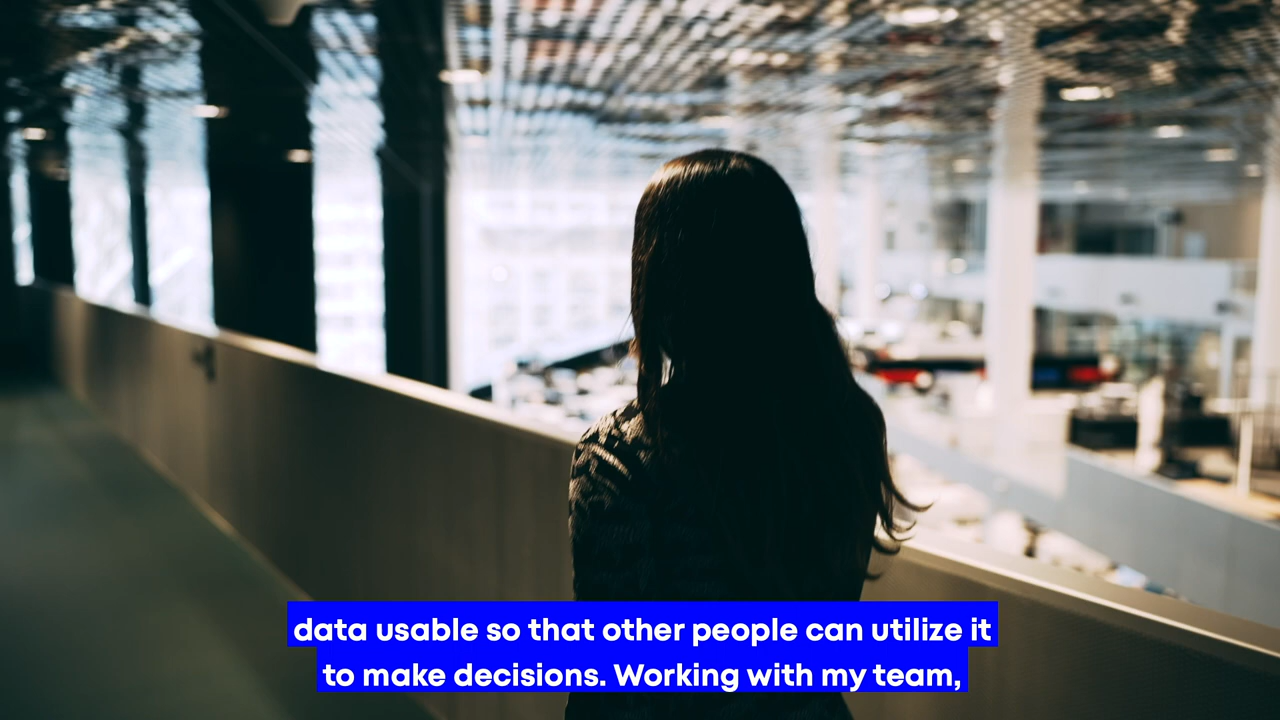 data usable so that other people can utilize it
to make decisions. Working with my team,